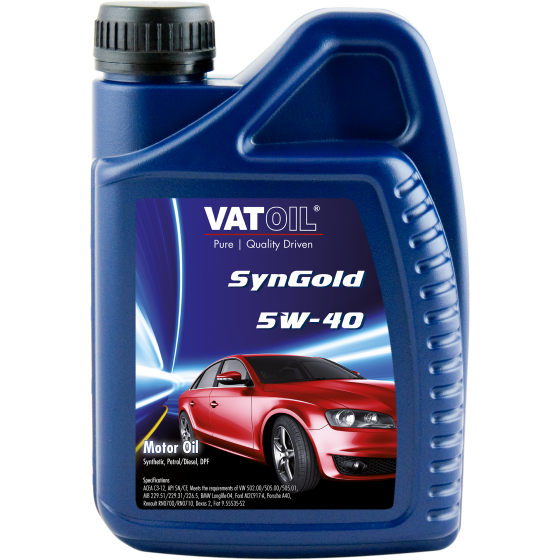 VATOIL®
Pure | Quality Driven
SynGold
5W-40
Motor Oil
Synthetic, Petrol/Diesel, DPF
Specifications
ACEA C3-12, API SN/CF, Meets the requirements of VW 502.00/505.00/505.01,
MB 229.51/229.31/226.5, BMW Longlife-04, Ford M2C917-A, Porsche A40,
Renault RN0700/RN0710, Dexos 2, Fiat 9.55535-S2